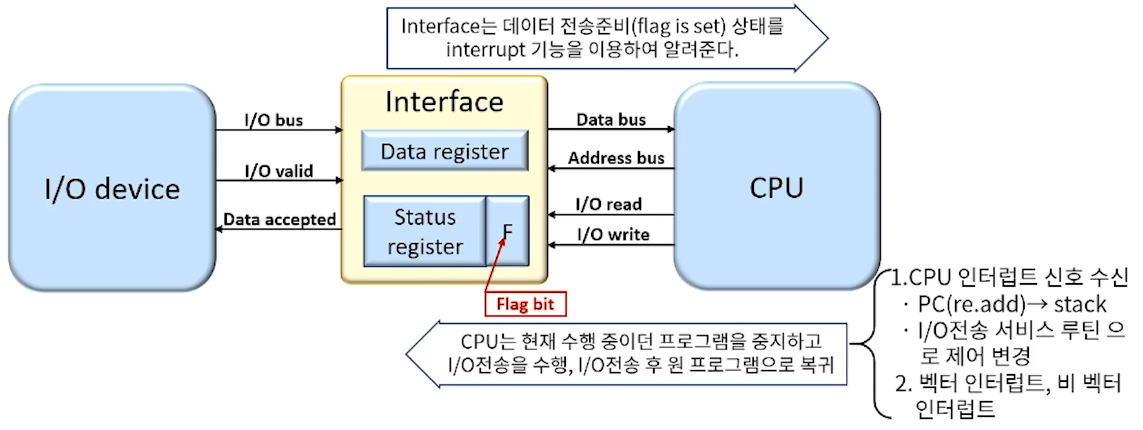 Interface는 데이터 전송준비(flag is set) 상태를
interrupt 기능을 이용하여 알려준다.
I/O device
I/O bus
I/O valid
Data accepted
Interface
Data register
Status
register
F
Flag bit
Data bus
Address bus
I/O read
I/O write
CPU
CPU는 현재 수행 중이던 프로그램을 중지하고
I/O전송을 수행, I/O전송 후 원 프로그램으로 복귀
1.CPU 인터럽트 신호 수신
· PC(re.add)→ stack
· I/O전송 서비스 루틴 으
로 제어 변경
2. 벡터 인터럽트, 비 벡터
인터럽트